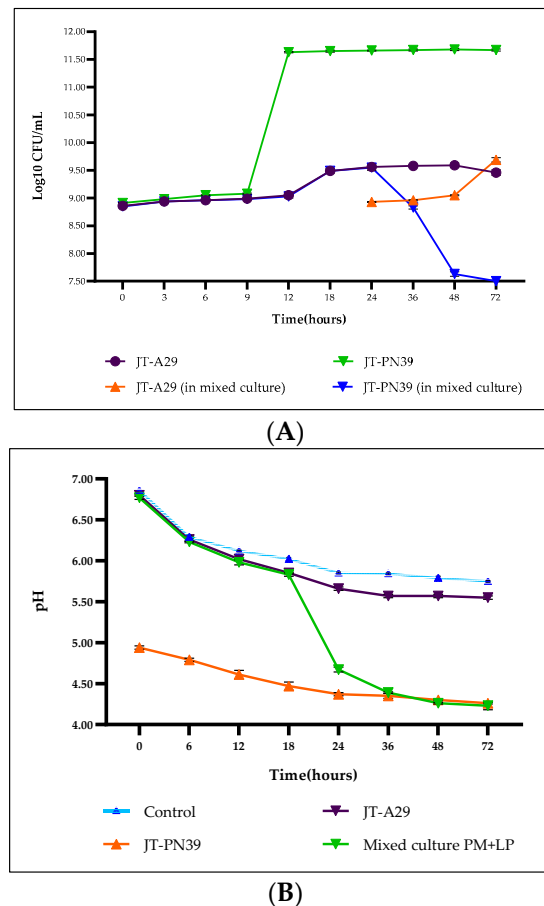 12.00
11.50
11.00
10.50
10.00
9.50
9.00
8.50
8.00
7.50
Log10 CFU/mL
0 3 6 9 12 18 24 36 48 72
Time(hours)
JT-A29 JT-PN39
JT-A29 (in mixed culture) JT-PN39 (in mixed culture)
(A)
7.00
6.50
6.00
5.50
5.00
4.50
4.00
pH
0 6 12 18 24 36 48 72
Time(hours)
Control JT-A29
JT-PN39 Mixed culture PM+LP
(B)